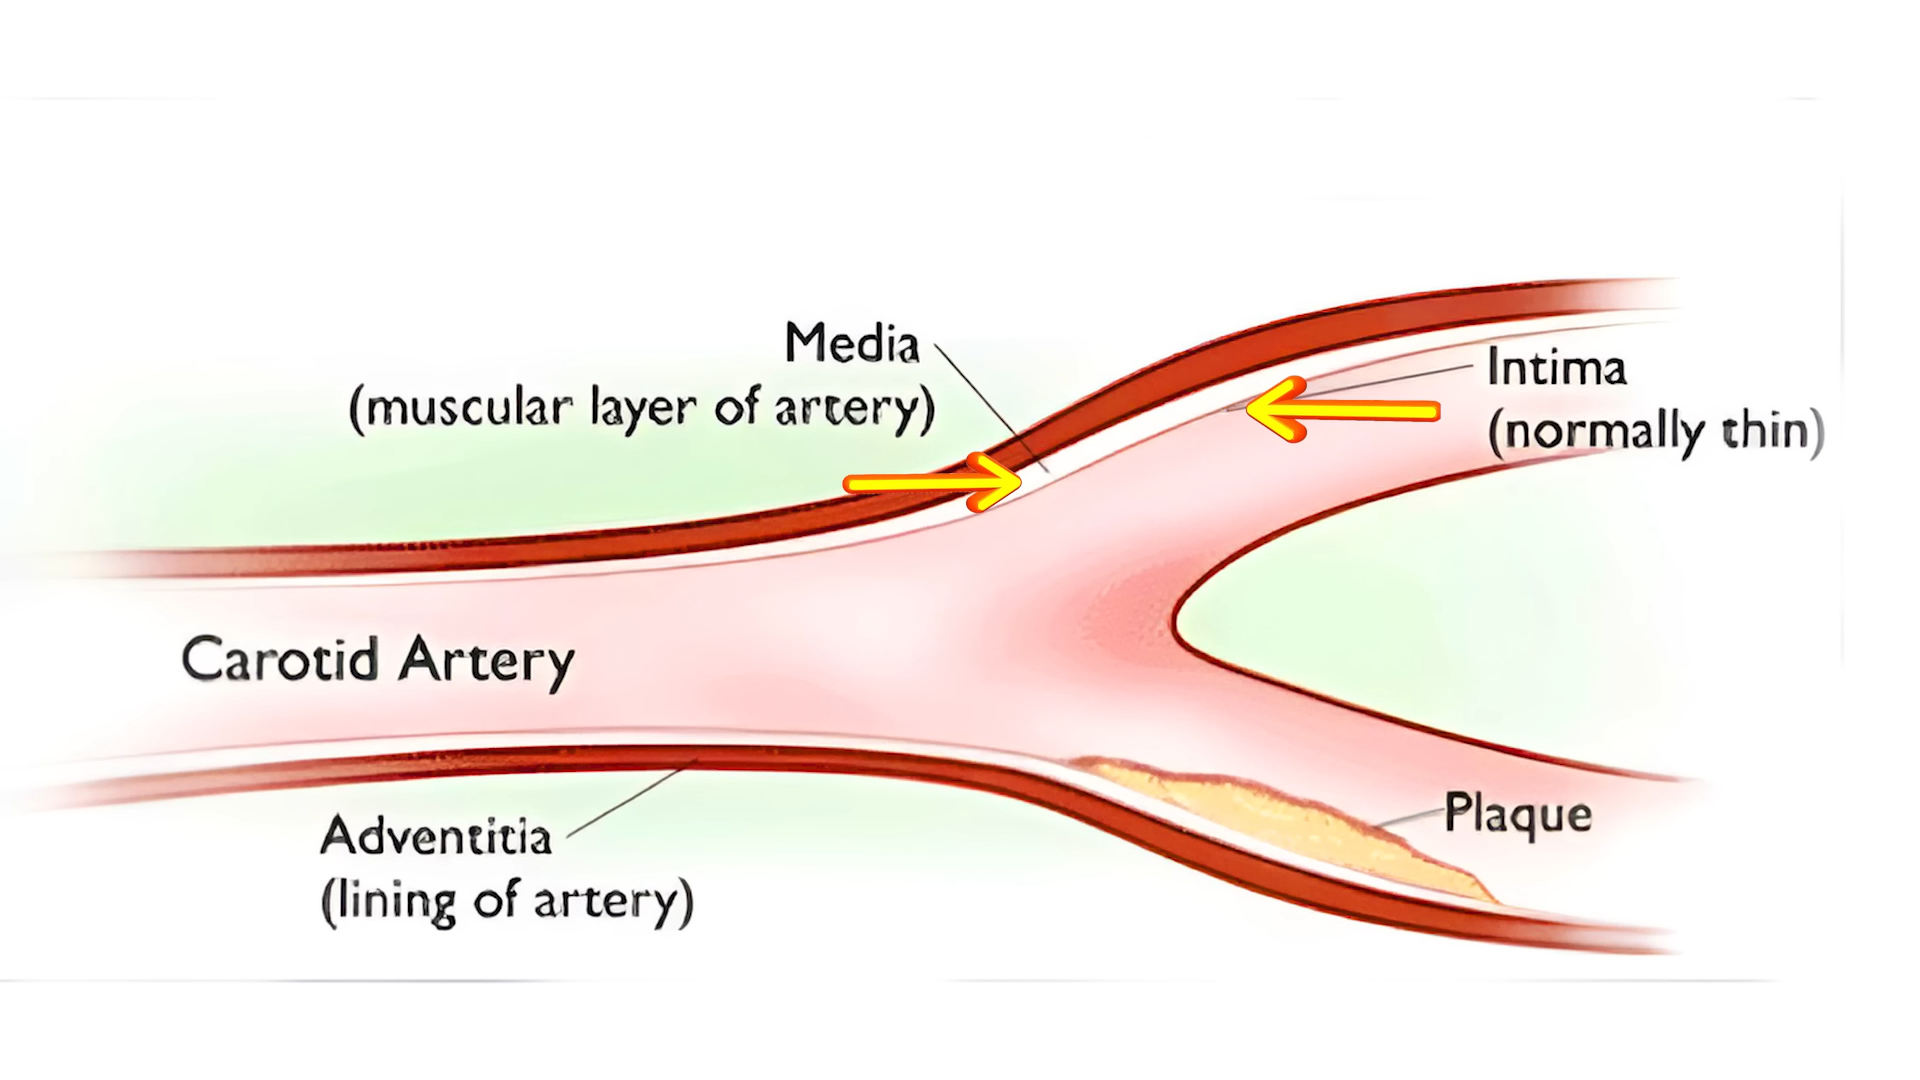 Media
(muscular layer of artery)
Intima
(normally thin)
Carotid Artery
Adventitia
(lining of artery)
Plaque